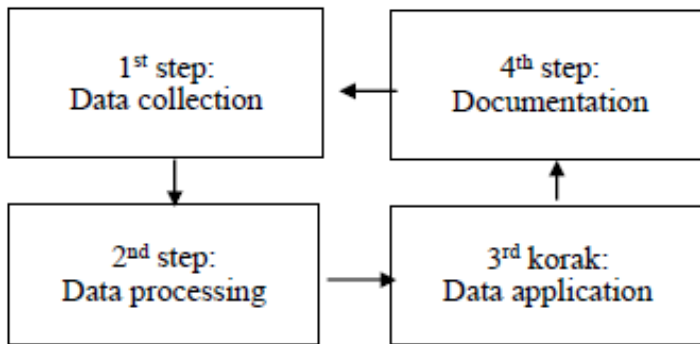 1st step:
Data collection
2nd step:
Data processing
3rd korak:
Data application
4th step:
Documentation